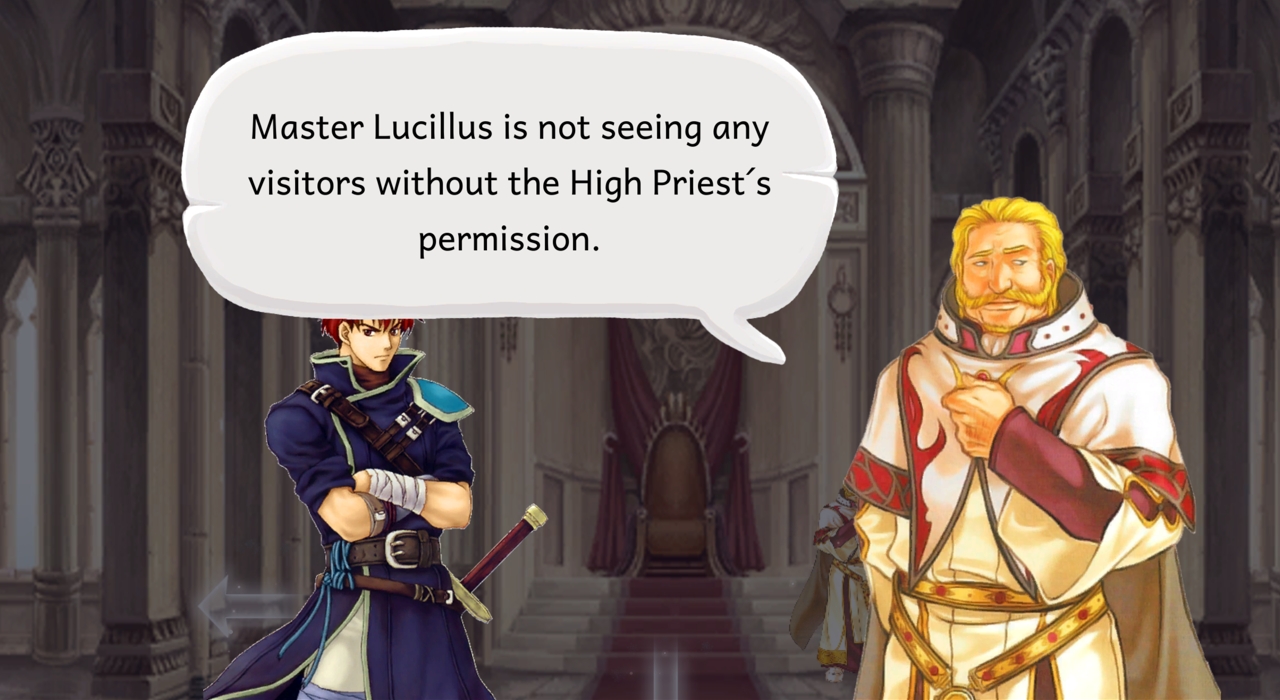 Master Lucillus is not seeing any
visitors without the High Priest´s
permission.